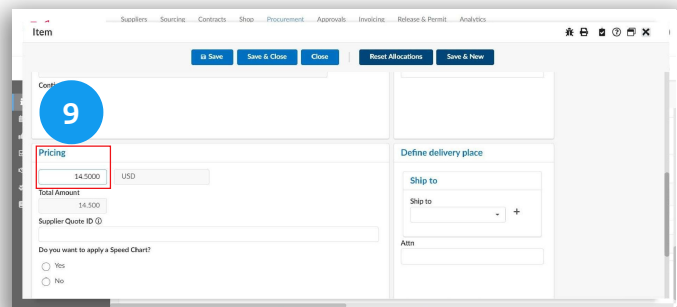 Suppliers Sourcing Contracts Shop Procurement Approvals Invoicing Release & Permit Analytics
Item
Save Save & Close Close Reset Allocations Save & New
9
Pricing Define delivery place
14.5000 USD
Ship to
Total Amount
14.500
Ship to
+
Supplier Quote ID
Do you want to apply a Speed Chart?
Attn
Yes
No